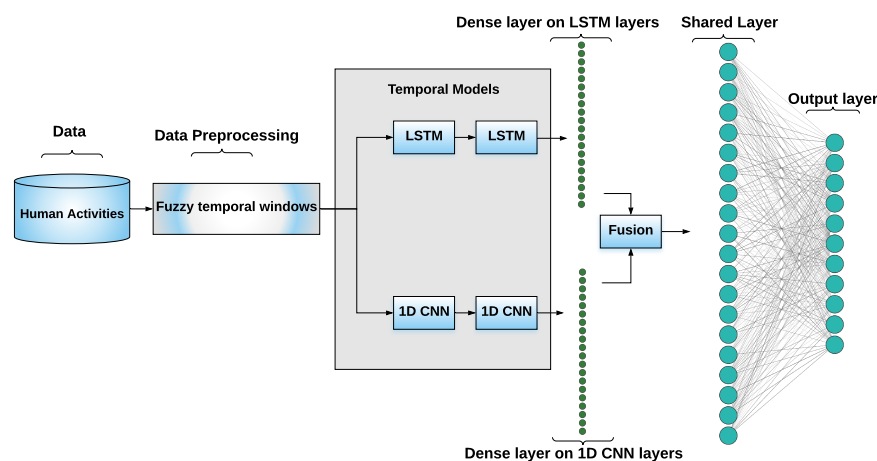 Dense layer on LSTM layers
Shared Layer
Output layer
Temporal Models
Data
Data Preprocessing
LSTM
LSTM
Human Activities
Fuzzy temporal windows
Fusion
1D CNN
1D CNN
Dense layer on 1D CNN layers